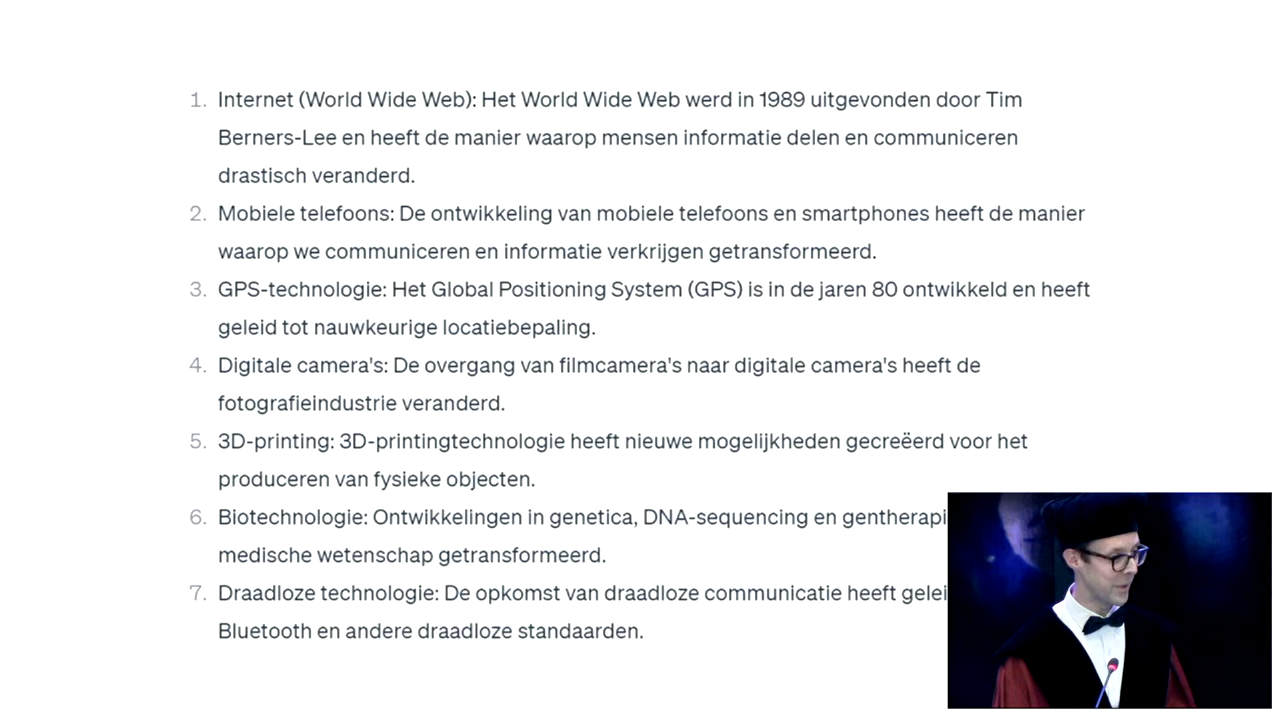 1. Internet (World Wide Web): Het World Wide Web werd in 1989 uitgevonden door Tim
Berners-Lee en heeft de manier waarop mensen informatie delen en communiceren
drastisch veranderd.
2. Mobiele telefoons: De ontwikkeling van mobiele telefoons en smartphones heeft de manier
waarop we communiceren en informatie verkrijgen getransformeerd.
3. GPS-technologie: Het Global Positioning System (GPS) is in de jaren 80 ontwikkeld en heeft
geleid tot nauwkeurige locatiebepaling.
4. Digitale camera's: De overgang van filmcamera's naar digitale camera's heeft de
fotografieindustrie veranderd.
5. 3D-printing: 3D-printingtechnologie heeft nieuwe mogelijkheden gecreëerd voor het
produceren van fysieke objecten.
6. Biotechnologie: Ontwikkelingen in genetica, DNA-sequencing en
medische wetenschap getransformeerd.
7. Draadloze technologie: De opkomst van draadloze communicatie heeft
Bluetooth en andere draadloze standaarden.